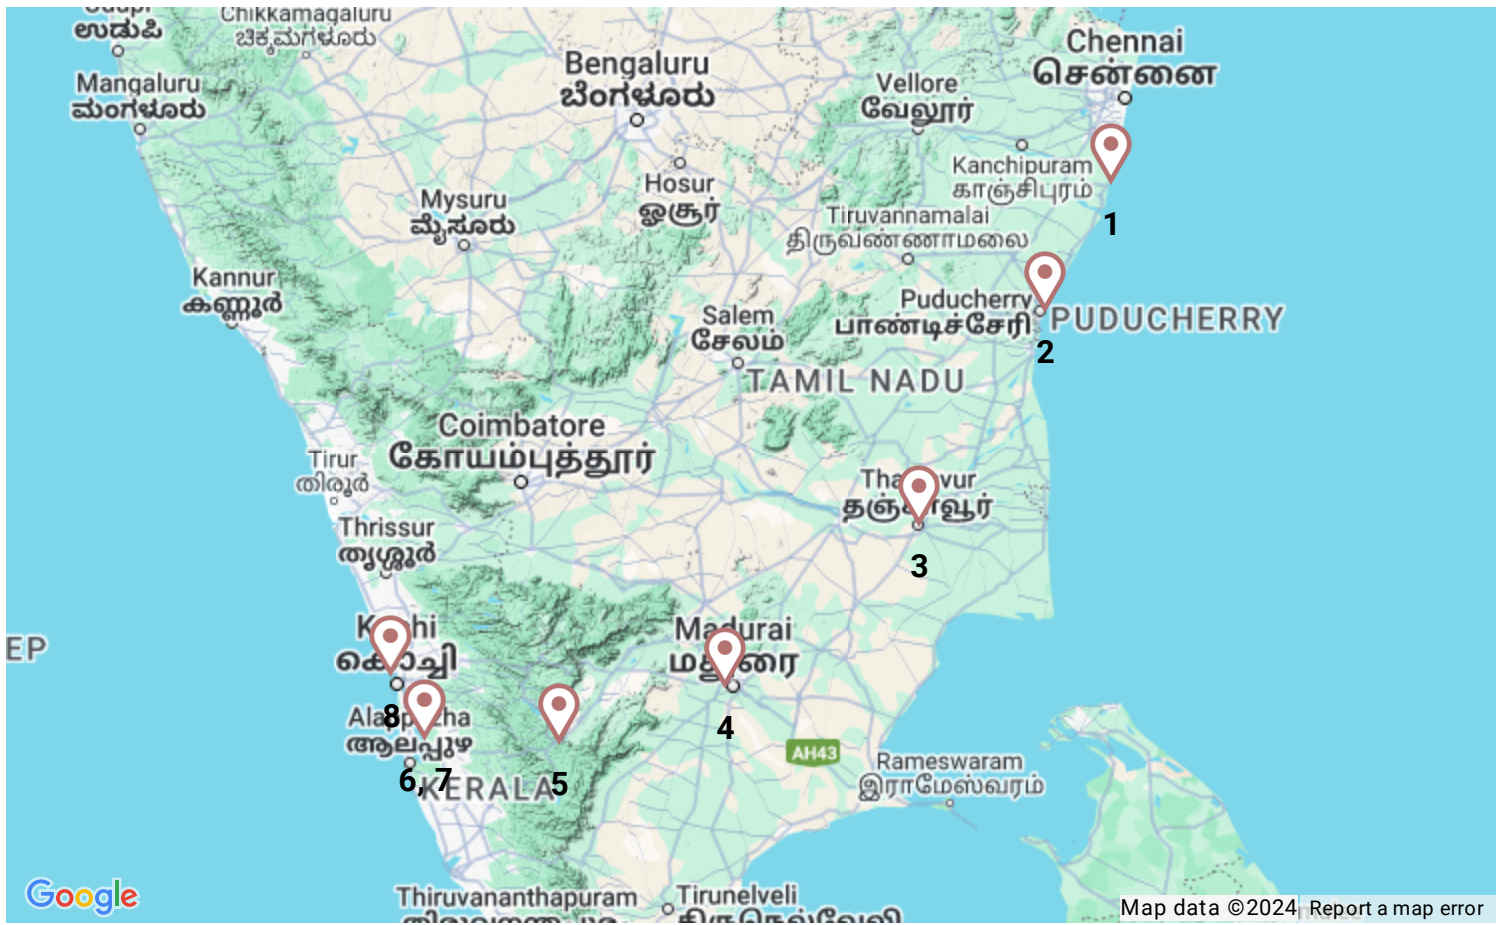 Chikkamagaluru
ಚಿಕ್ಕಮಗಳೂರು
ಉಡುಪಿ
Chennai
சென்னை
Bengaluru
ಬೆಂಗಳೂರು
Mangaluru
ಮಂಗಳೂರು
Vellore
வேலூர்
Kanchipuram
காஞ்சிபுரம்
Hosur
ஓசூர்
Mysuru
ಮೈಸೂರು
Tiruvannamalai
திருவண்ணாமலை
1
Kannur
കണ്ണൂർ
Puducherry
பாண்டிச்சேரி
PUDUCHERRY
2
Salem
சேலம்
TAMIL NADU
Coimbatore
கோயம்புத்தூர்
Tirur
തിരൂർ
Thrissur
തൃശ്ശൂർ
3
Madurai
4
EP
8
ആലപ്പുഴ
6, 7
KERALA
5
AH43
Rameswaram
இராமேஸ்வரம்
Thiruvananthapuram
Tirunelveli
திருநெல்வேலி
Google
Map data ©2024
Report a map error